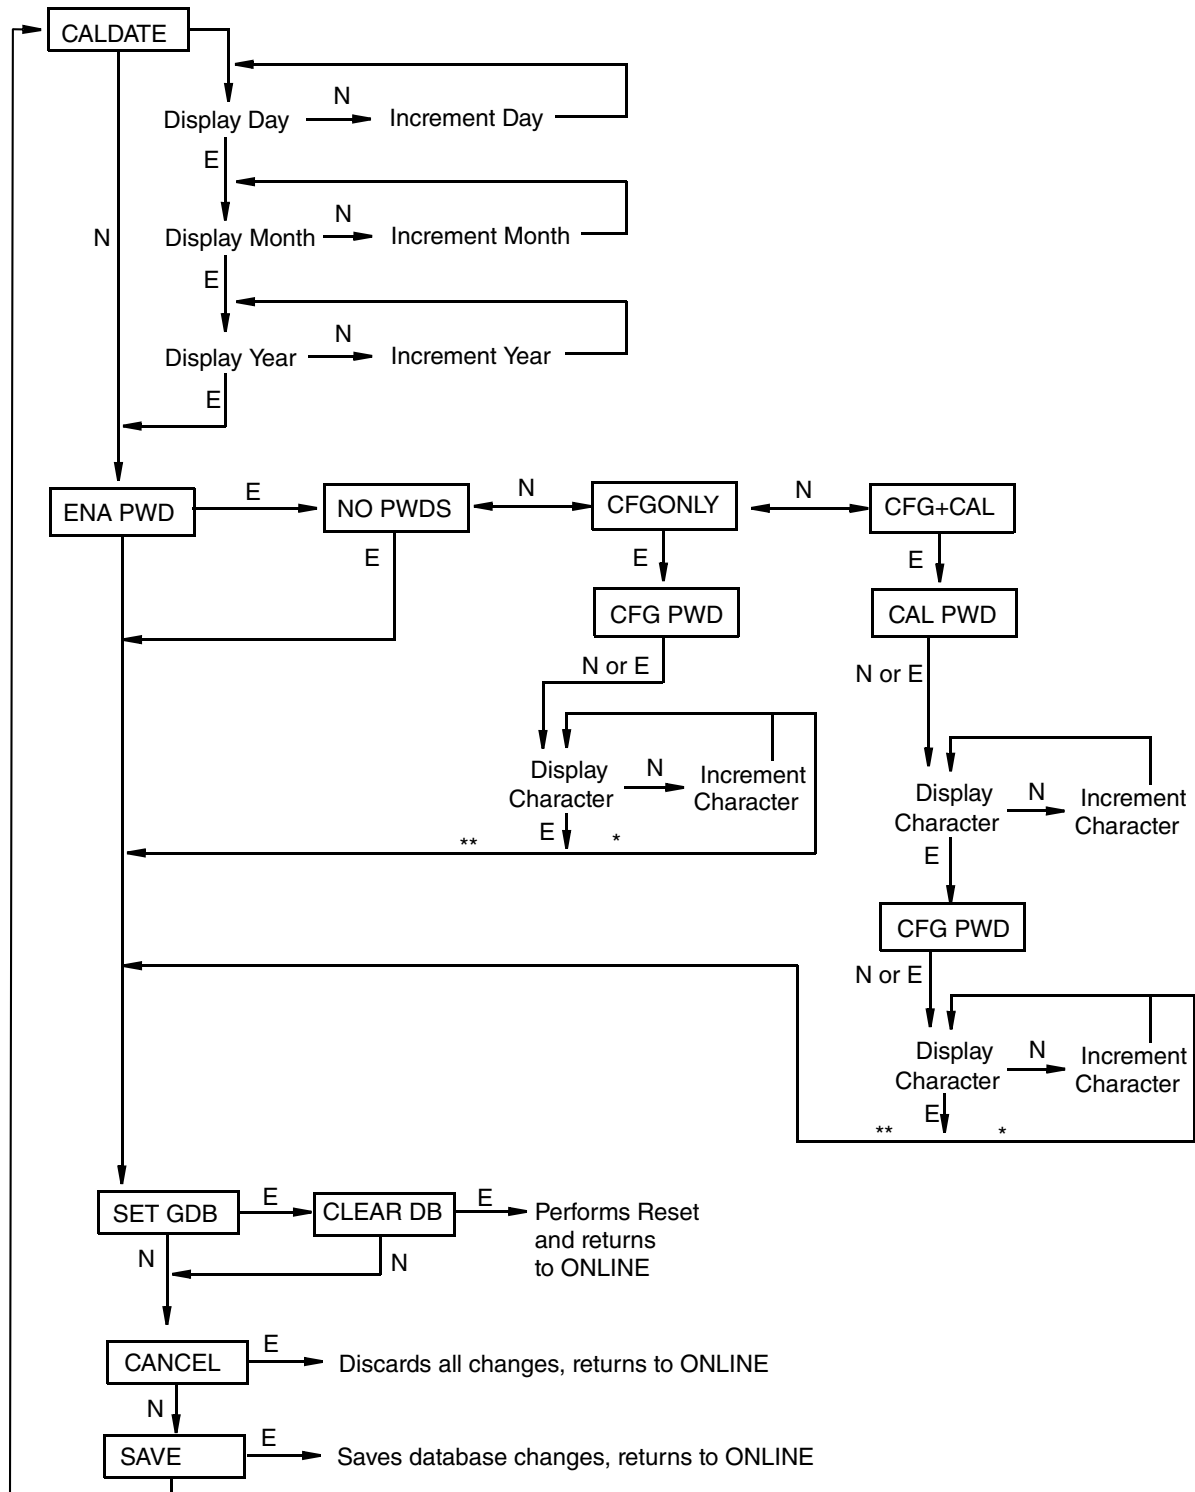 CALDATE
N
Display Day
Increment Day
E
N
Display Month
Increment Month
N
E
N
Display Year
Increment Year
E
ENA PWD
E
NO PWDS
N
CFGONLY
N
CFG+CAL
E
E
E
CFG PWD
CAL PWD
N or E
N or E
Display
Character
N
Increment
Character
E
**
*
Display
Character
N
Increment
Character
E
CFG PWD
N or E
Display
Character
N
Increment
Character
E
**
*
SET GDB
E
CLEAR DB
E
Performs Reset
and returns
to ONLINE
N
N
CANCEL
E
Discards all changes, returns to ONLINE
N
SAVE
E
Saves database changes, returns to ONLINE